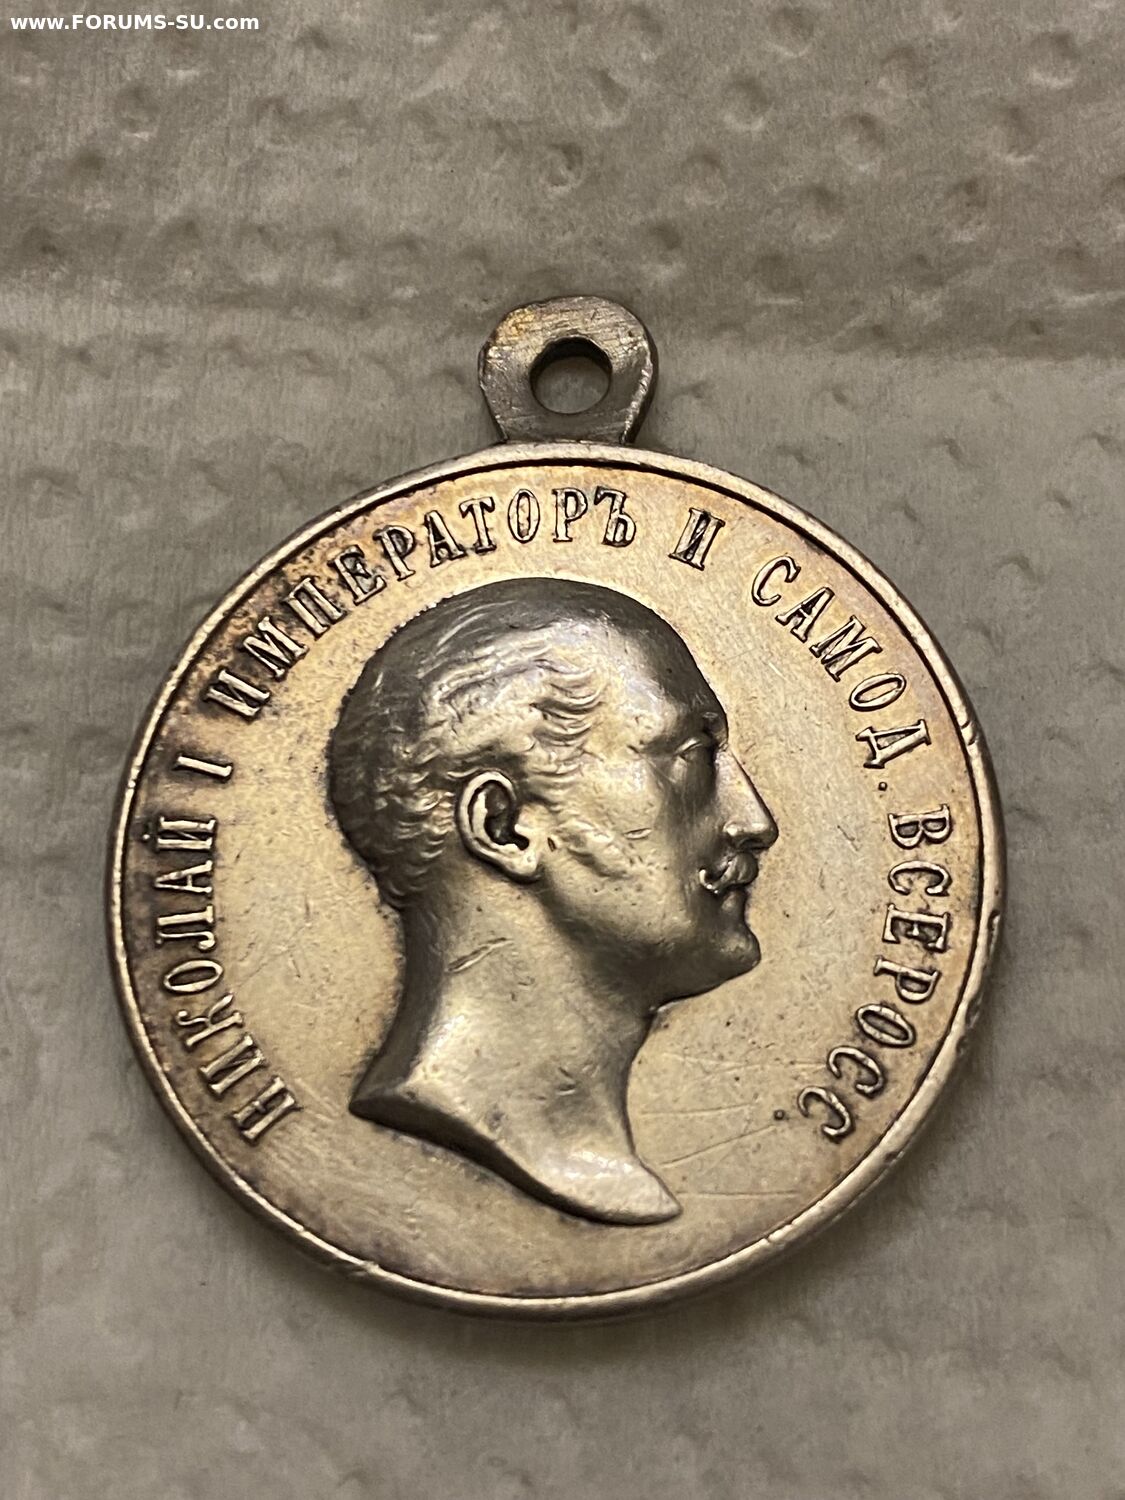 www.FORUMS-SU.com
НИКОЛАЙ I ИМПЕРАТОРЪ И САМОД. ВСЕРОСС.